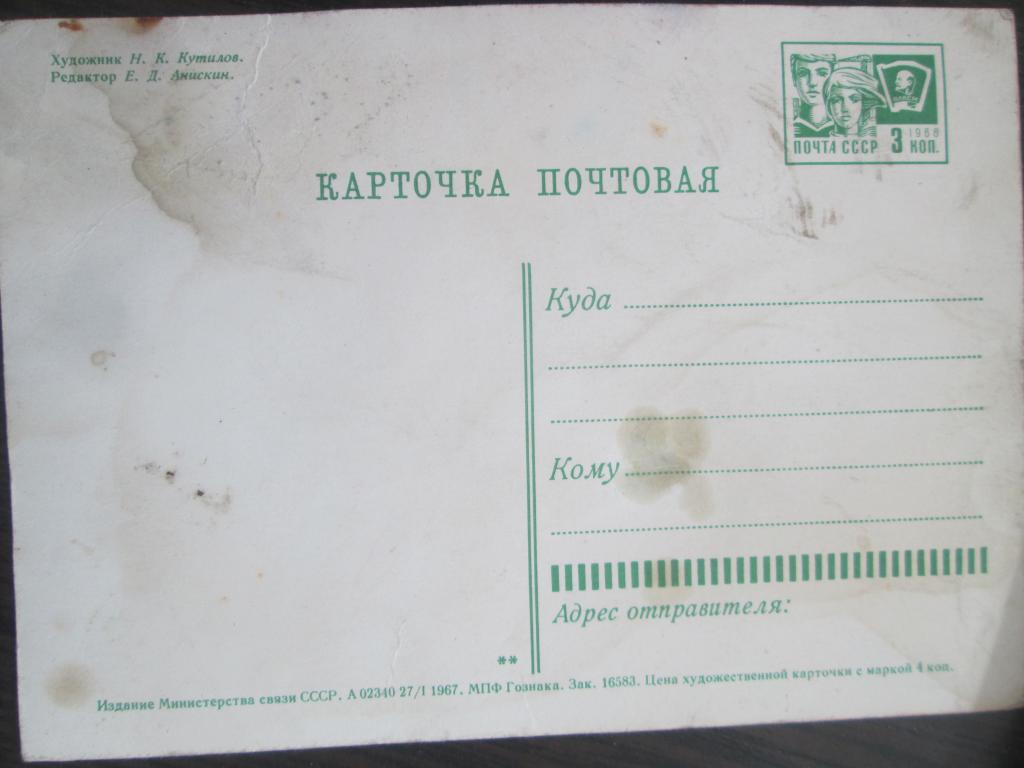 Художник Н. К. Кутилов.
Редактор Е. Д. Анискин.
1968
ПОЧТА СССР 3 КОП.
КАРТОЧКА ПОЧТОВАЯ
Куда
Кому
Адрес отправителя:
**
Издание Министерства связи СССР. А 02340 27/I 1967. МПФ Гознака. Зак. 16583. Цена художественной карточки с маркой 4 коп.